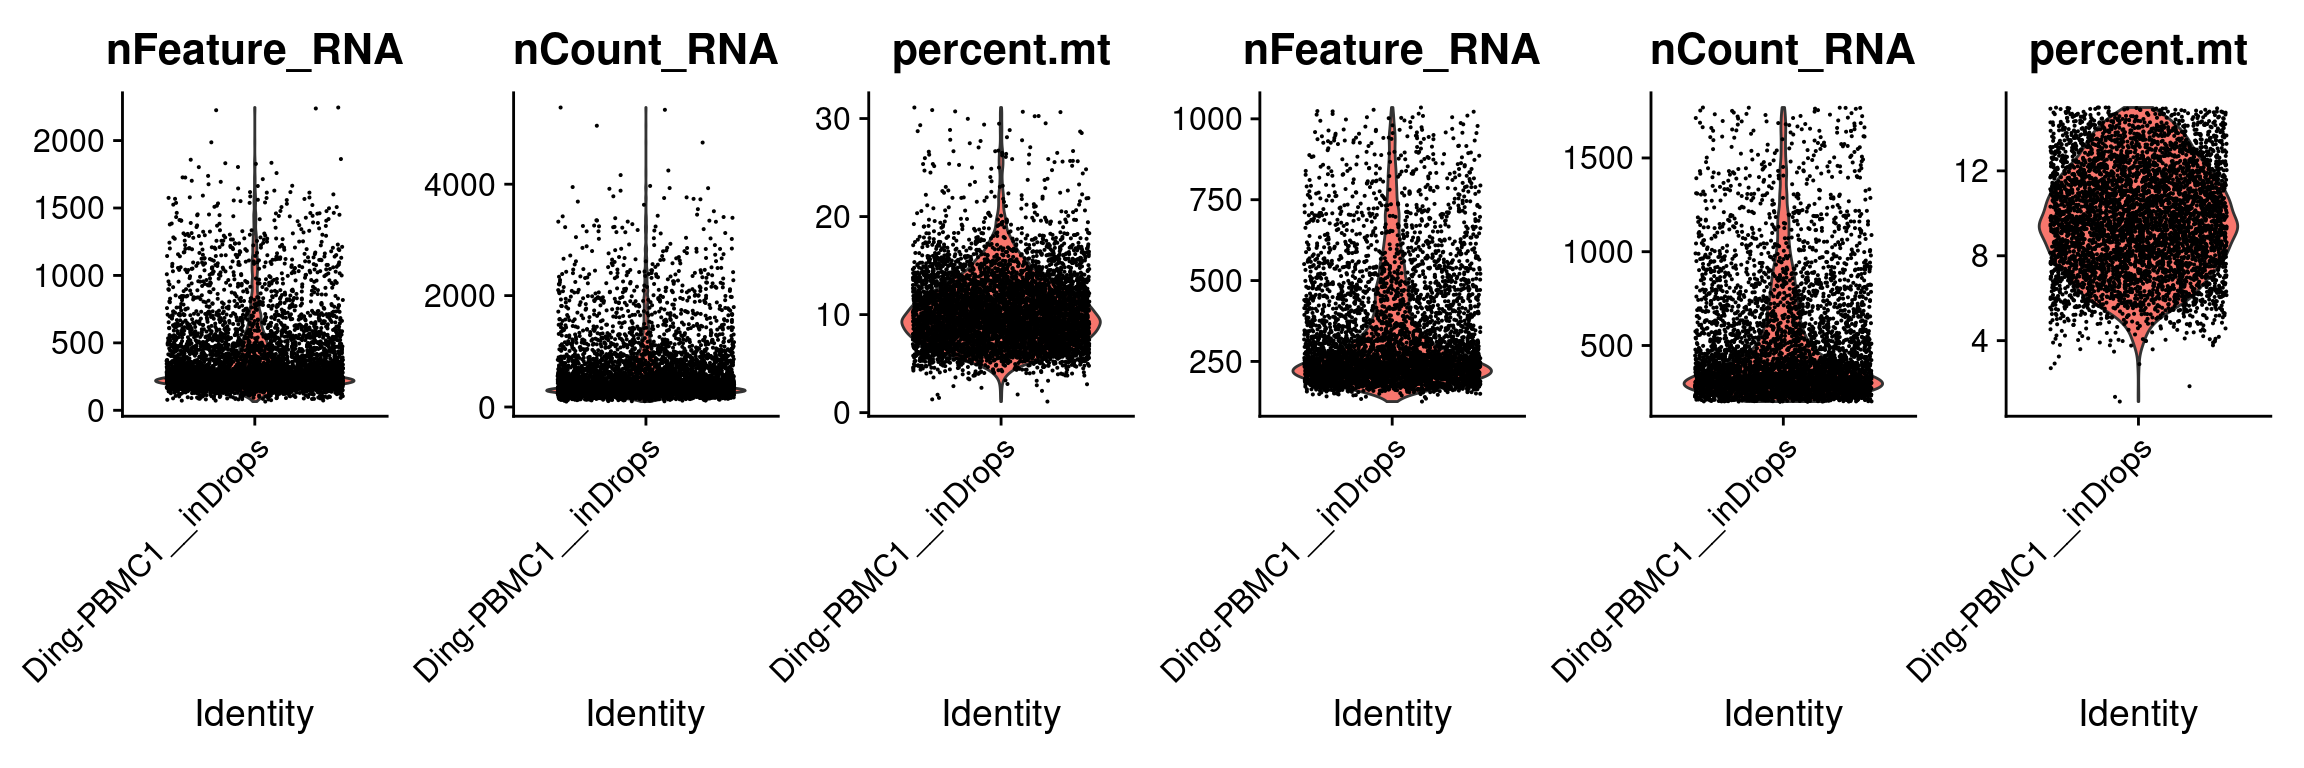 nFeature_RNA
2000
1500
1000
500
0
Ding-PBMC1__inDrops
Identity
nCount_RNA
4000
2000
0
Ding-PBMC1__inDrops
Identity
percent.mt
30
20
10
0
Ding-PBMC1__inDrops
Identity
nFeature_RNA
1000
750
500
250
Ding-PBMC1__inDrops
Identity
nCount_RNA
1500
1000
500
Ding-PBMC1__inDrops
Identity
percent.mt
12
8
4
Ding-PBMC1__inDrops
Identity